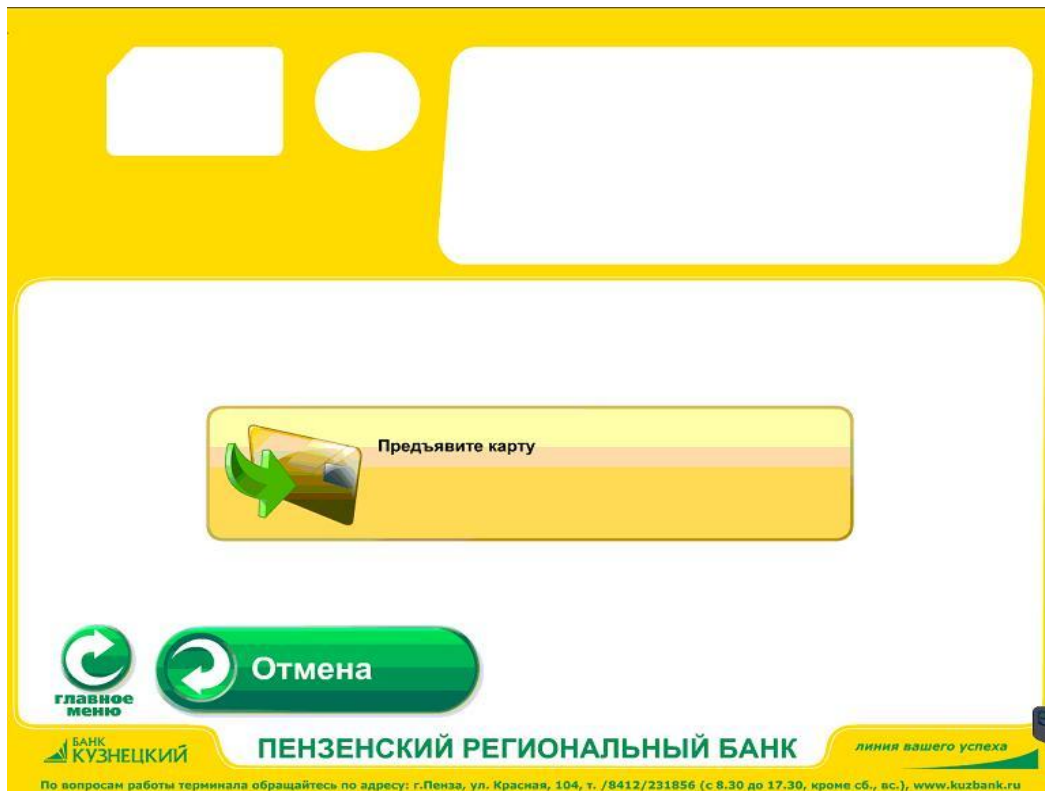 Предъявите карту
Отмена
главное
меню
БАНК
КУЗНЕЦКИЙ
ПЕНЗЕНСКИЙ РЕГИОНАЛЬНЫЙ БАНК
линия вашего успеха
По вопросам работы терминала обращайтесь по адресу: г.Пенза, ул. Красная, 104, т. /8412/231856 (с 8.30 до 17.30, кроме сб., вс.), www.kuzbank.ru